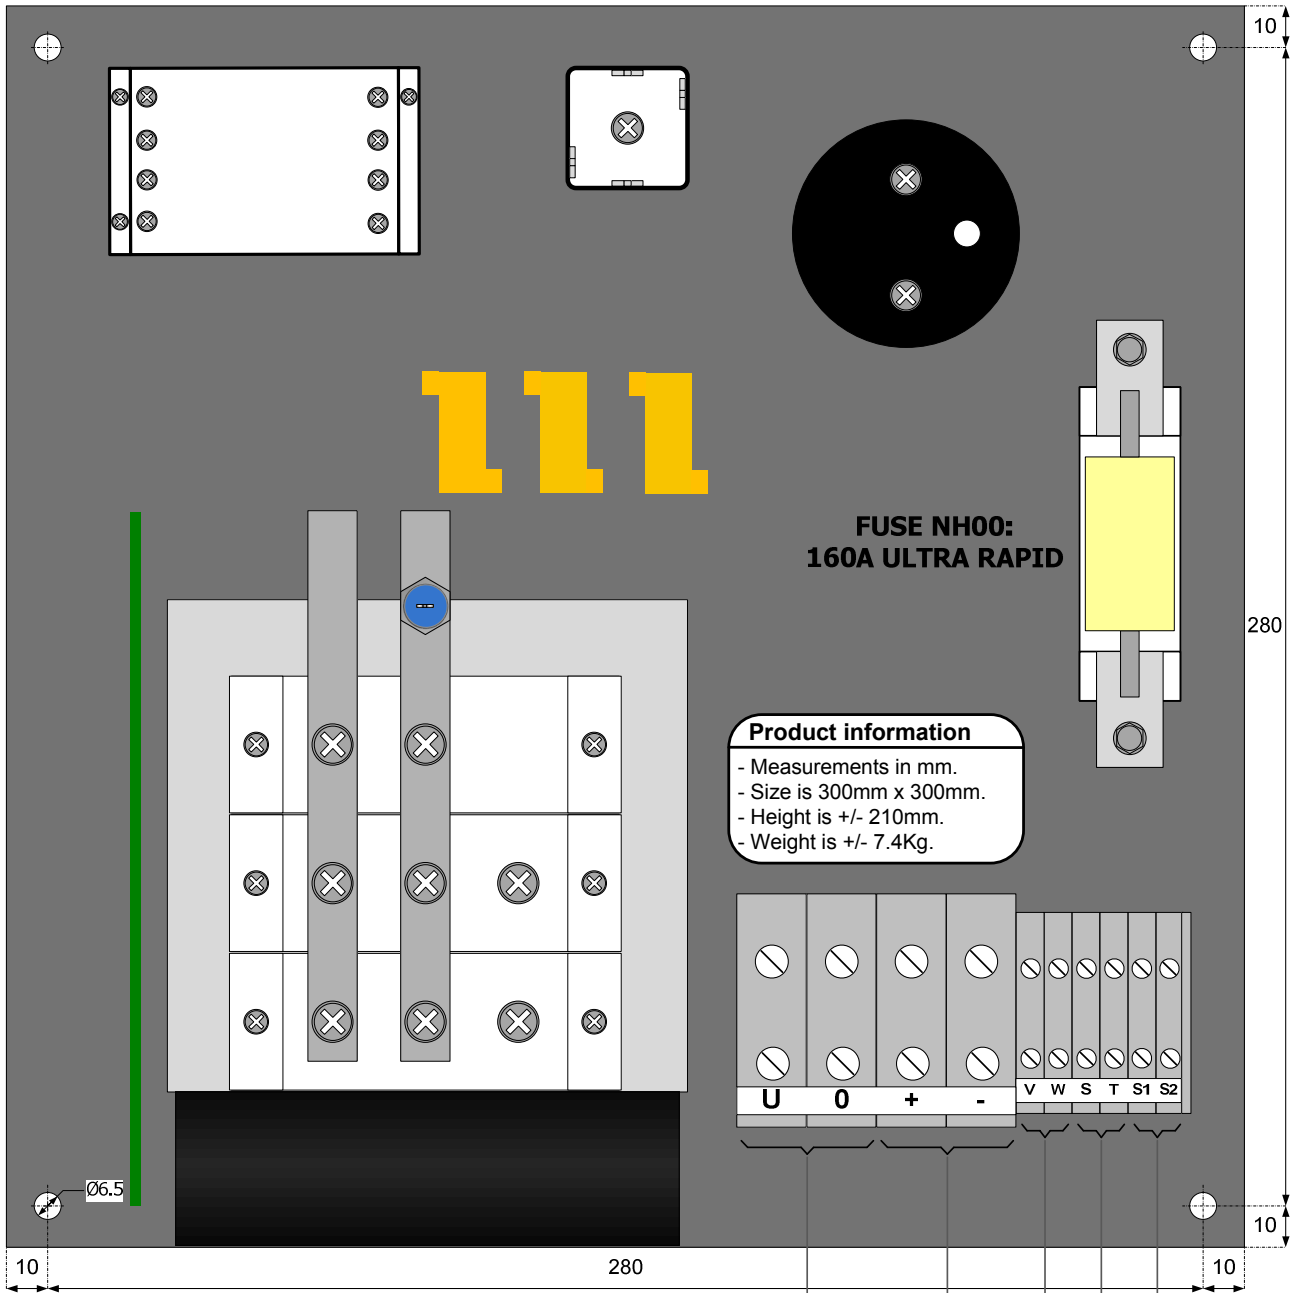 10
FUSE NH00:
160A ULTRA RAPID
280
Product information
- Measurements in mm.
- Size is 300mm x 300mm.
- Height is +/- 210mm.
- Weight is +/- 7.4Kg.
U 0 + - V W S T S1 S2
Ø6.5
10
10 280 10